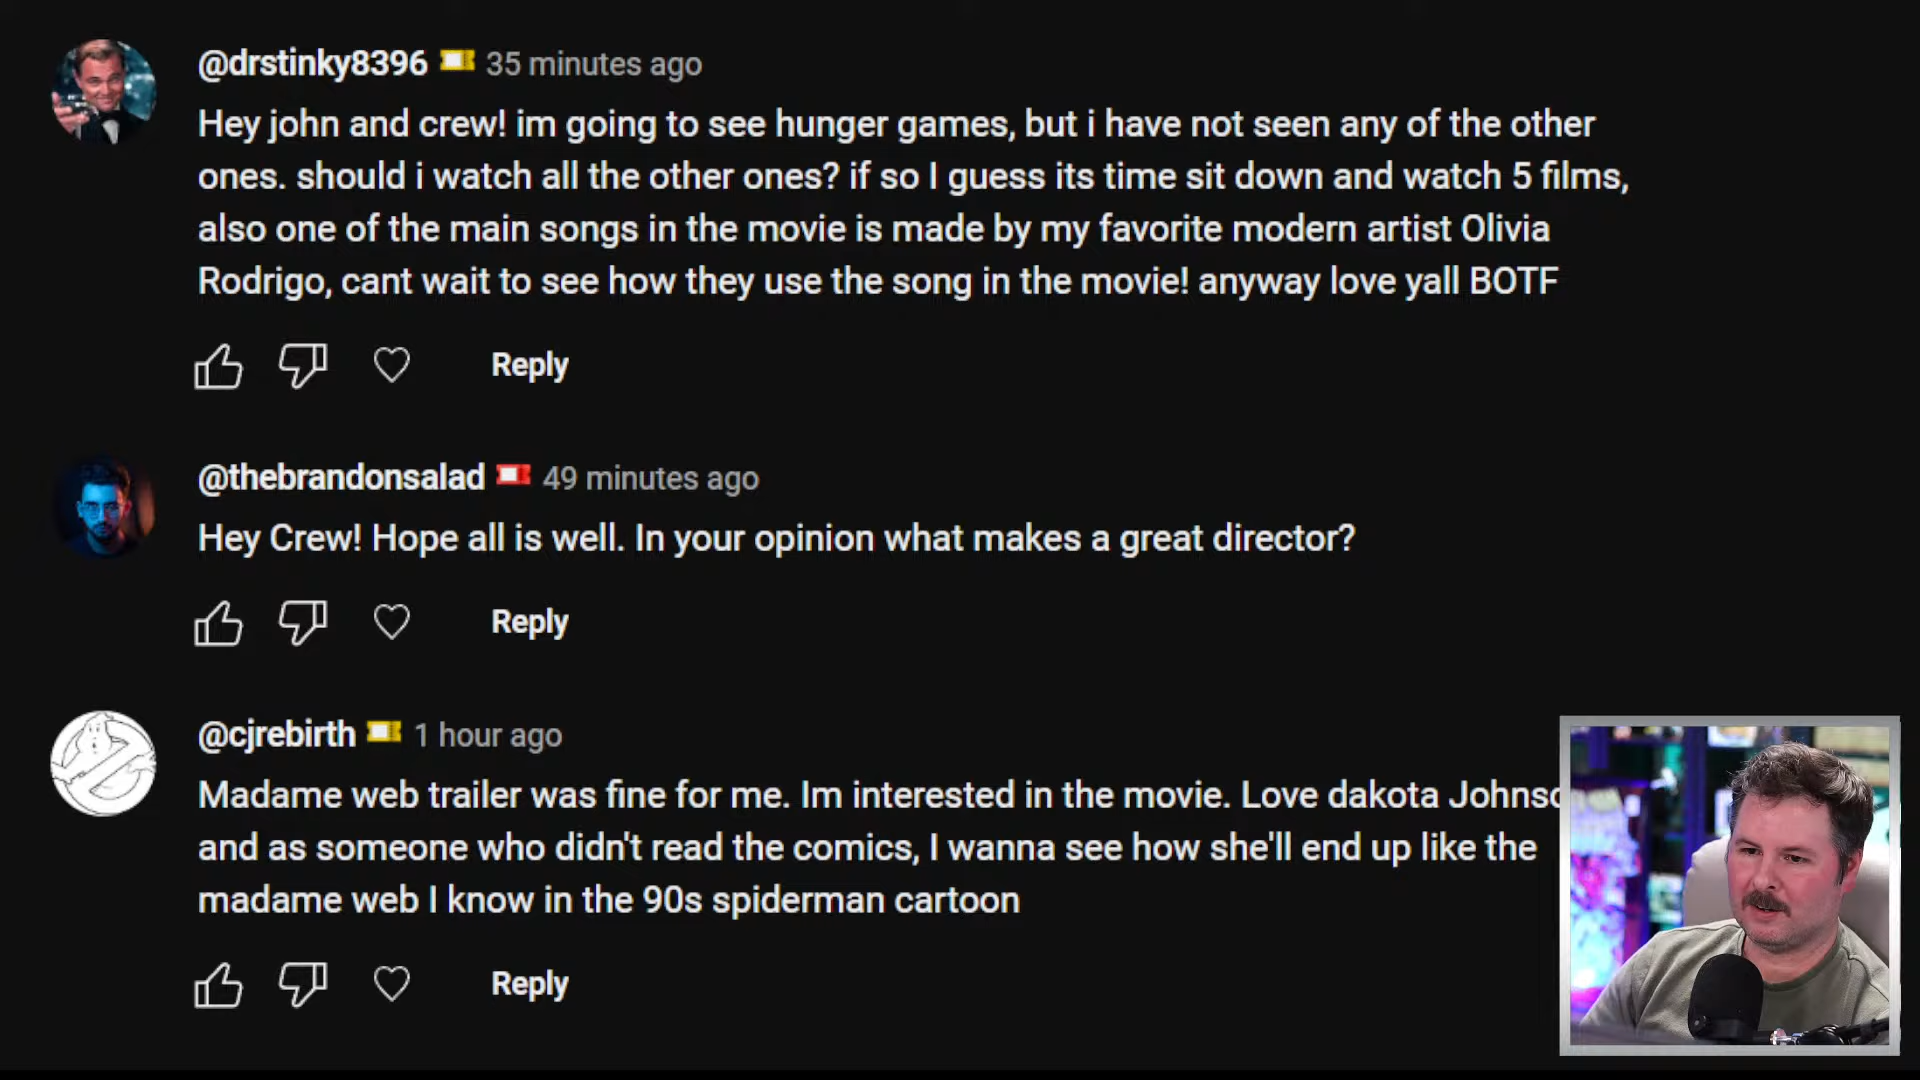 @drstinky8396 35 minutes ago
Hey john and crew! im going to see hunger games, but i have not seen any of the other
ones. should i watch all the other ones? if so I guess its time sit down and watch 5 films,
also one of the main songs in the movie is made by my favorite modern artist Olivia
Rodrigo, cant wait to see how they use the song in the movie! anyway love yall BOTF
Reply
@thebrandonsalad 49 minutes ago
Hey Crew! Hope all is well. In your opinion what makes a great director?
Reply
@cjrebirth 1 hour ago
Madame web trailer was fine for me. Im interested in the movie. Love dakota
and as someone who didn't read the comics, I wanna see how she'll end up like the
madame web I know in the 90s spiderman cartoon
Reply